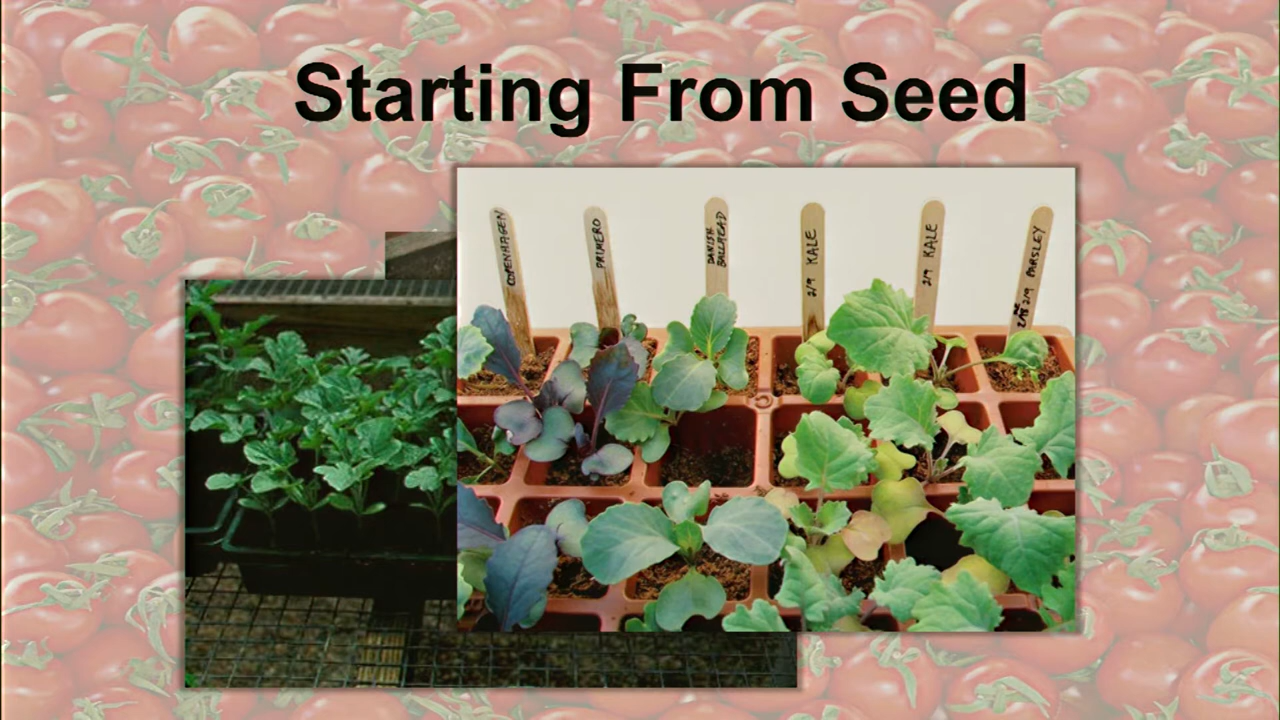 Starting From Seed
COPENHAGEN
PRIMERO
DANISH
BALLHEAD
2/9 KALE
2/9 KALE
2/9 PARSLEY